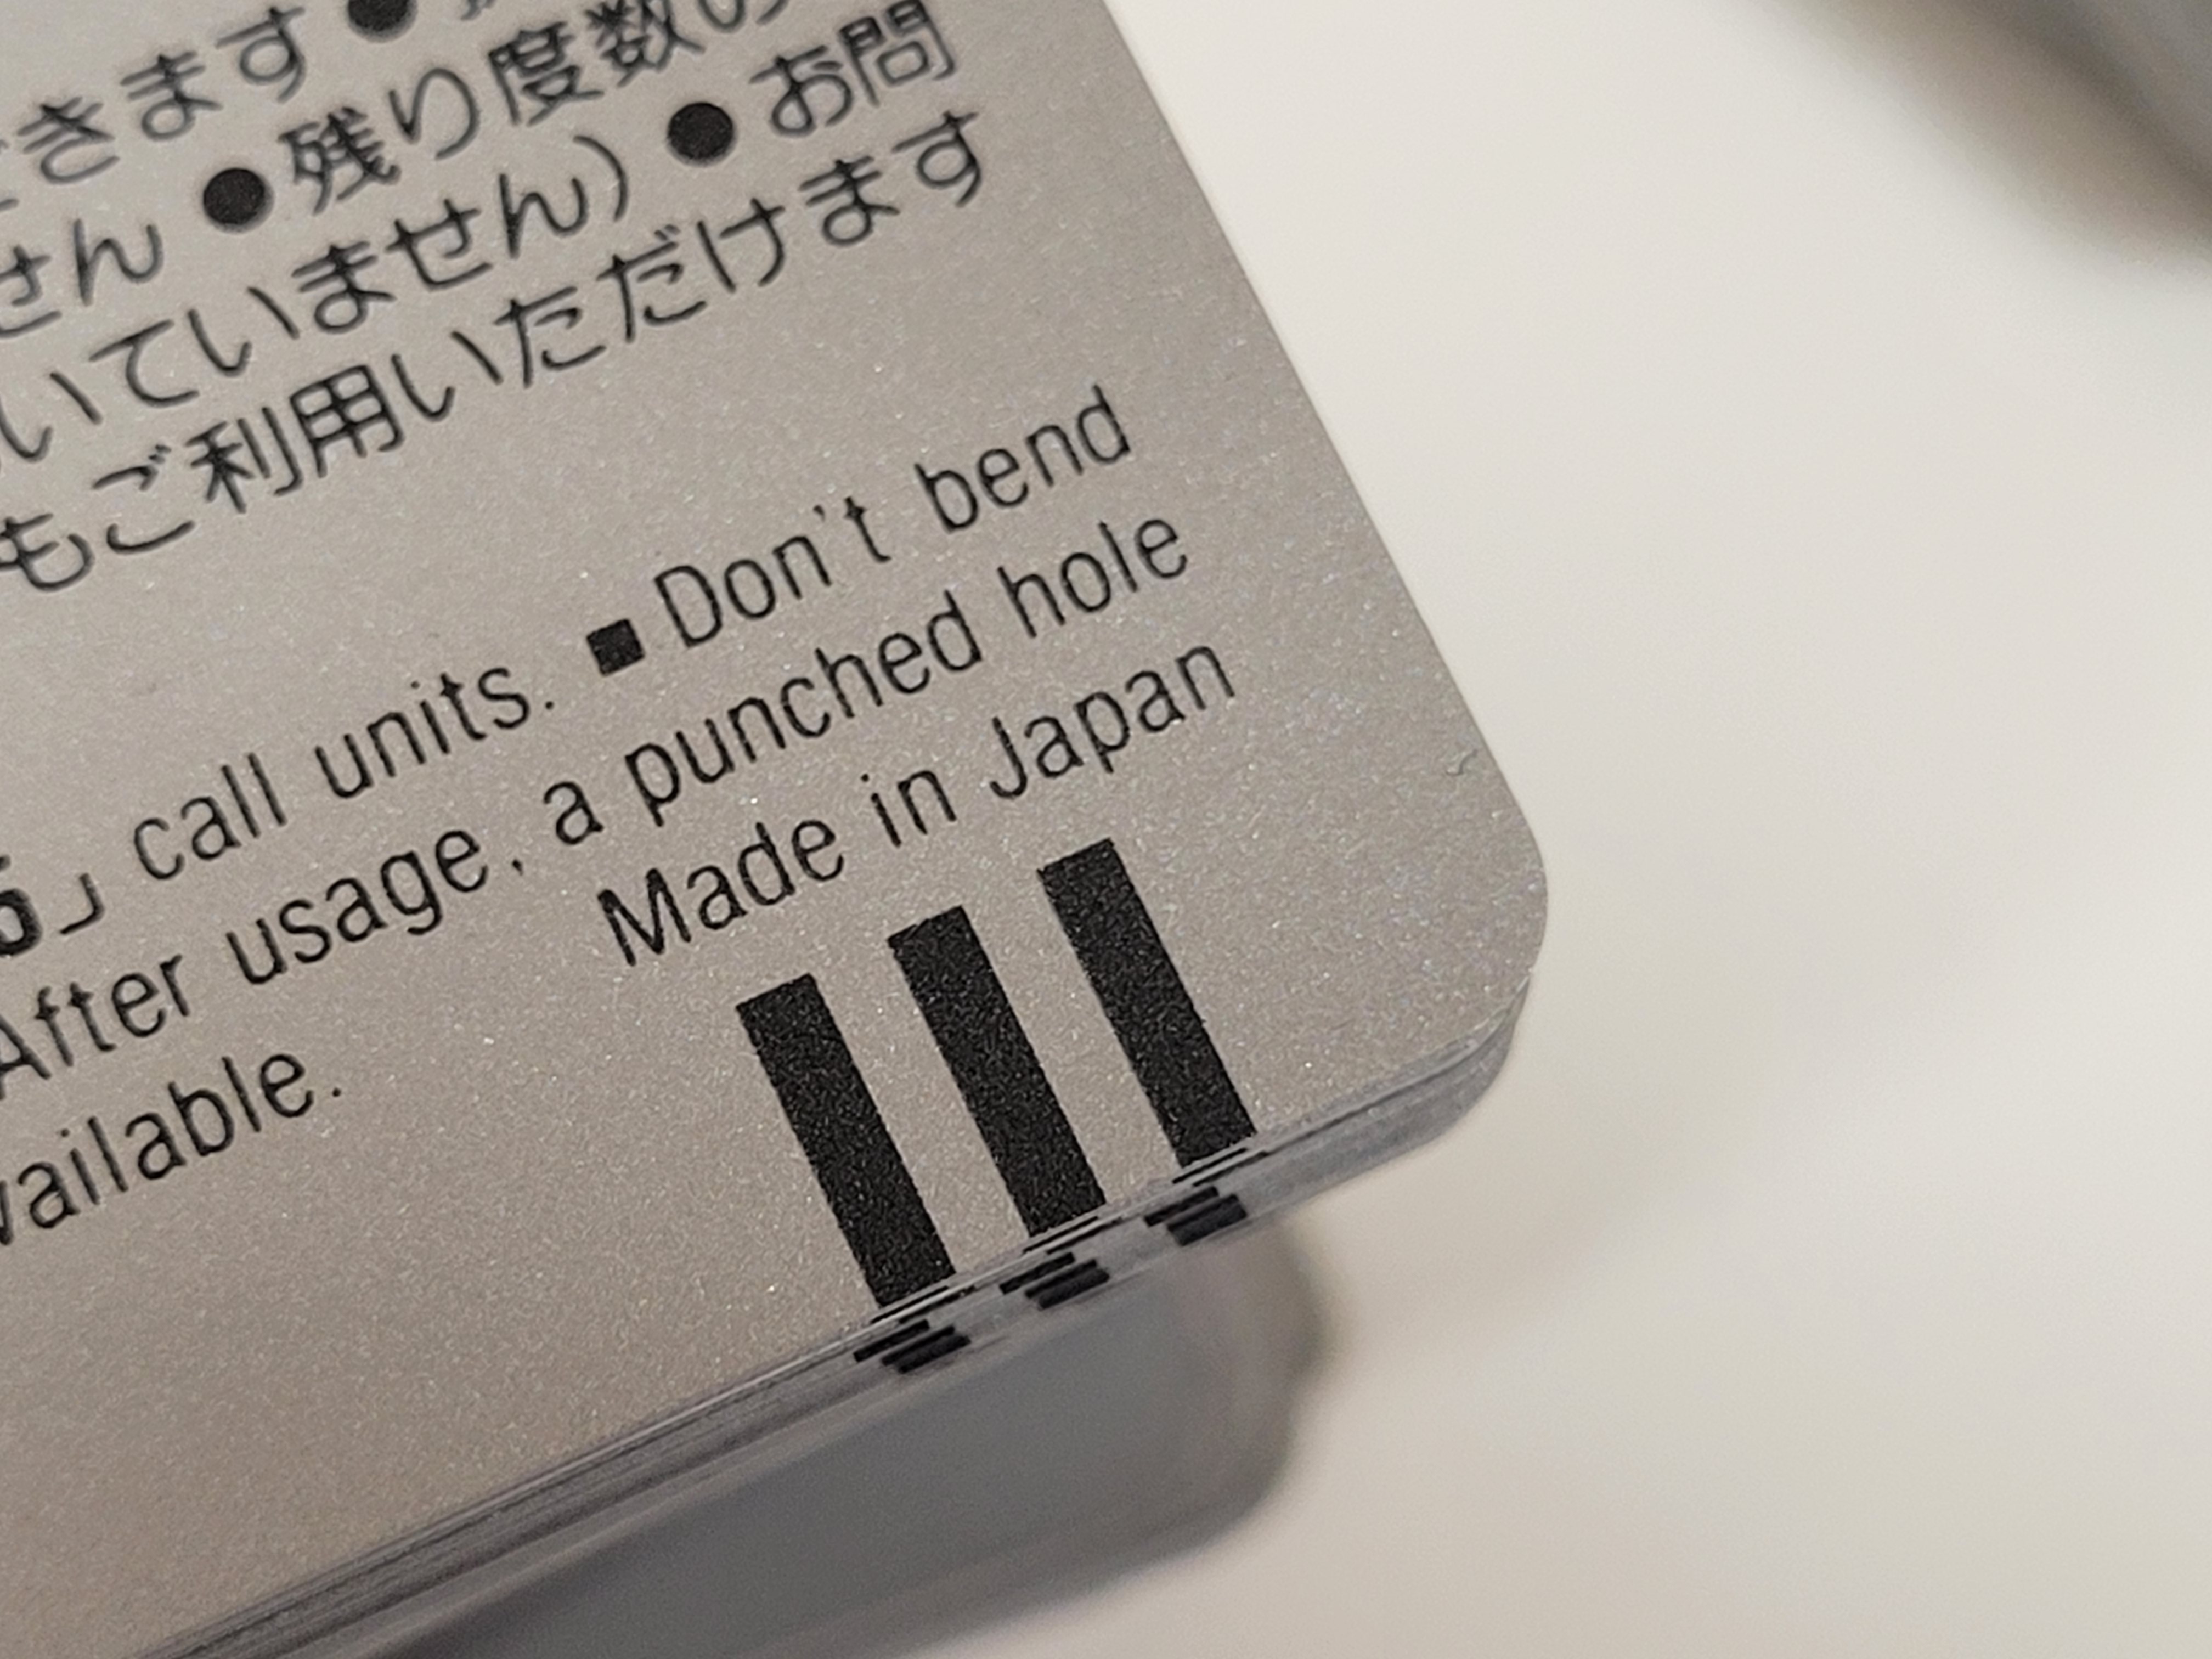 できます●
せん ●残り度数の
いていません) ●お問
もご利用いただけます
5」 call units. ■Don't bend
After usage, a punched hole
vailable.
Made in Japan